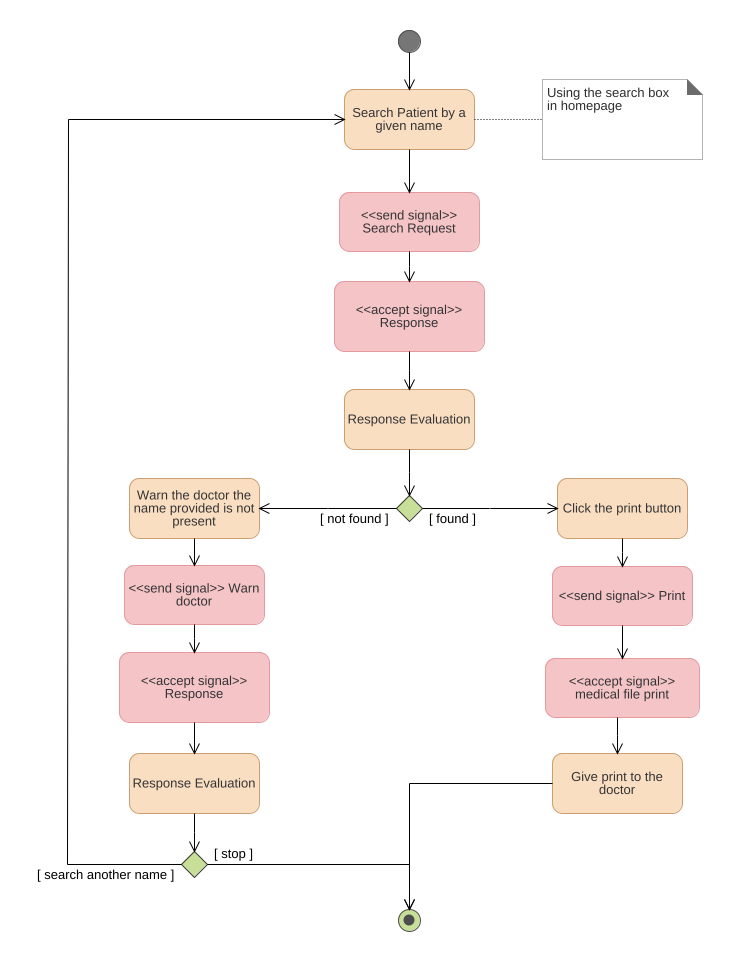 Using the search box
in homepage
Search Patient by a
given name
<<send signal>>
Search Request
<<accept signal>>
Response
Response Evaluation
[ not found ]
[ found ]
Warn the doctor the
name provided is not
present
Click the print button
<<send signal>> Warn
doctor
<<send signal>> Print
<<accept signal>>
Response
<<accept signal>>
medical file print
Response Evaluation
Give print to the
doctor
[ stop ]
[ search another name ]